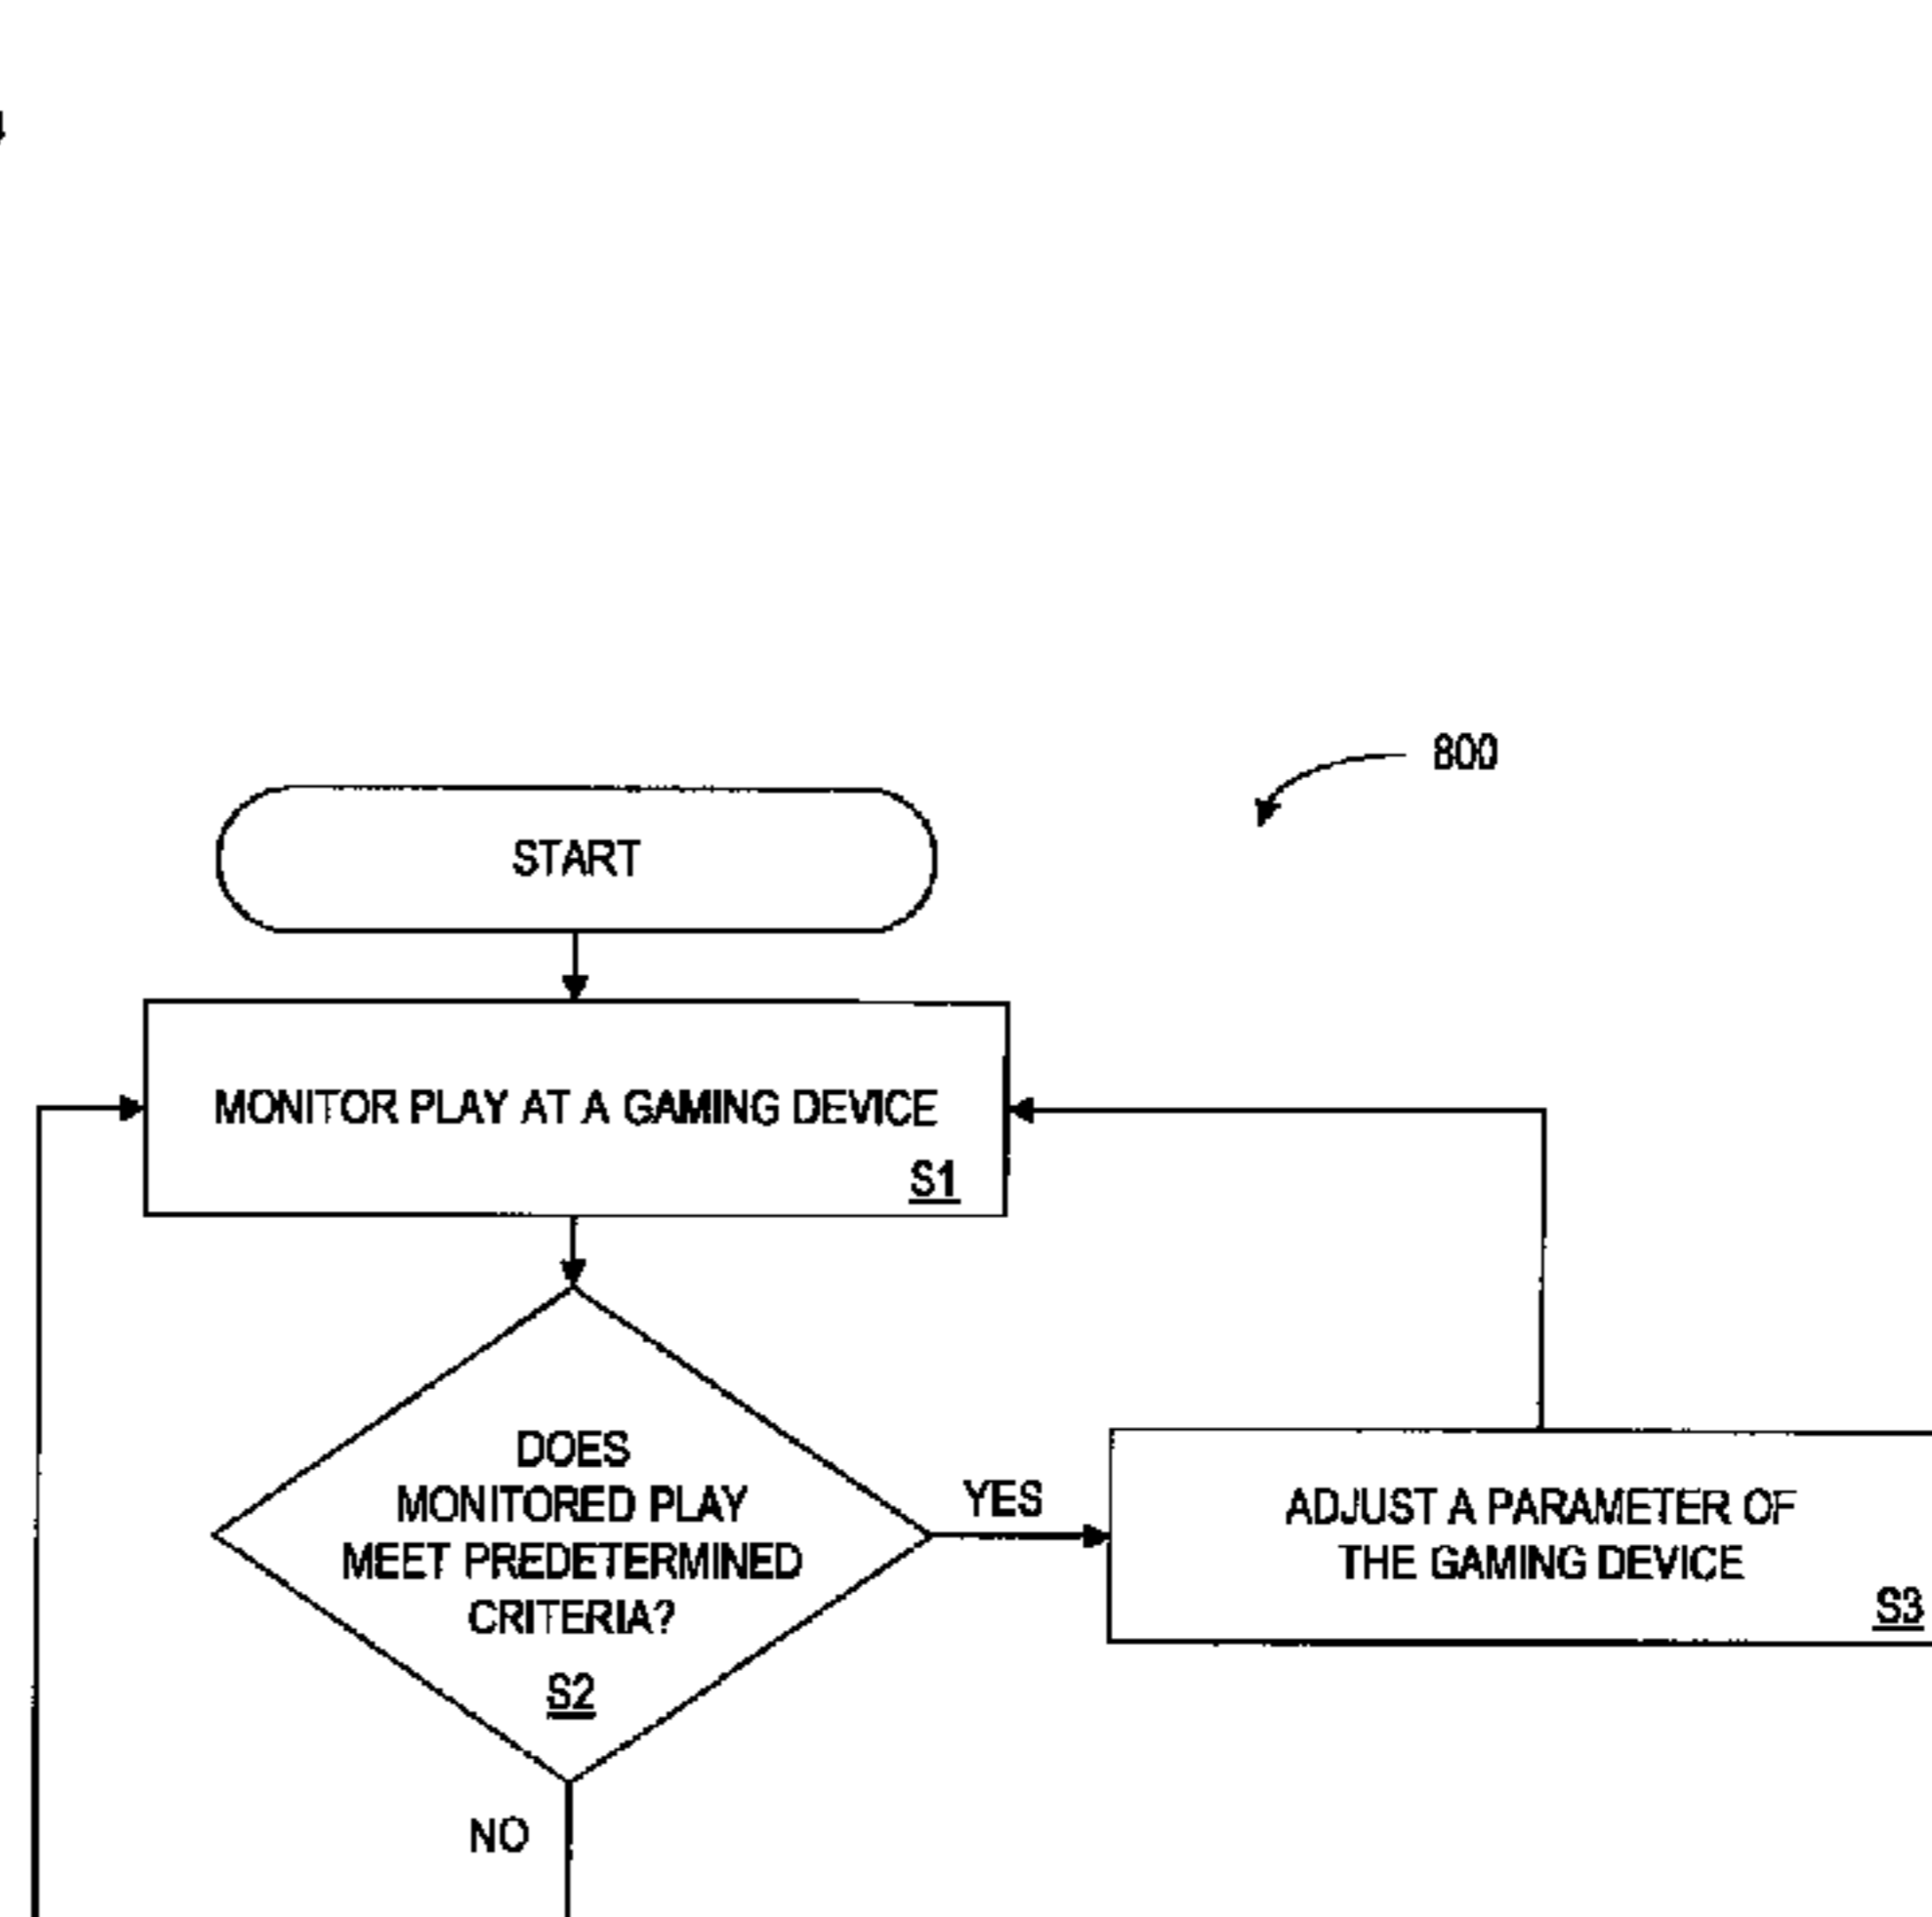 800
START
MONITOR PLAY AT A GAMING DEVICE
S1
DOES
MONITORED PLAY
MEET PREDETERMINED
CRITERIA?
S2
YES
ADJUST A PARAMETER OF
THE GAMING DEVICE
S3
NO